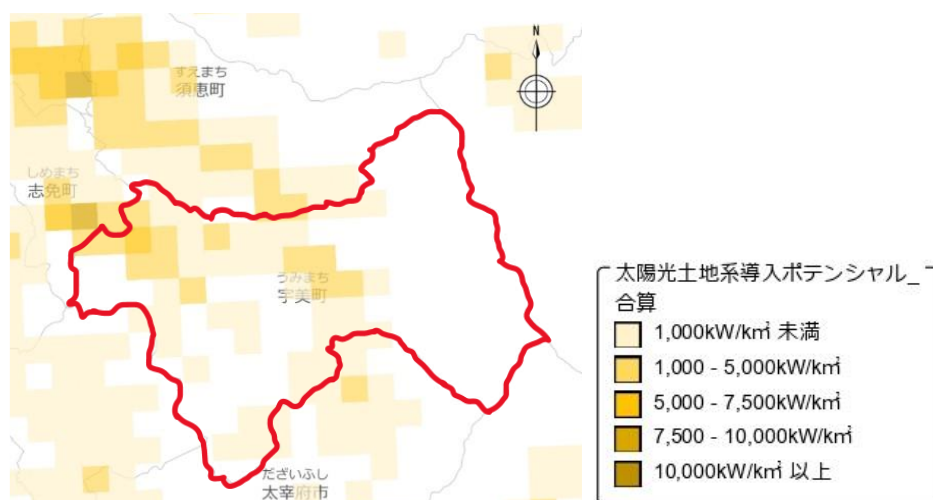 N
すえまち
須恵町
しめまち
志免町
うみまち
宇美町
だざいふし
太宰府市
太陽光土地系導入ポテンシャル_
合算
1,000kW/k㎡ 未満
1,000 - 5,000kW/k㎡
5,000 - 7,500kW/k㎡
7,500 - 10,000kW/k㎡
10,000kW/k㎡ 以上